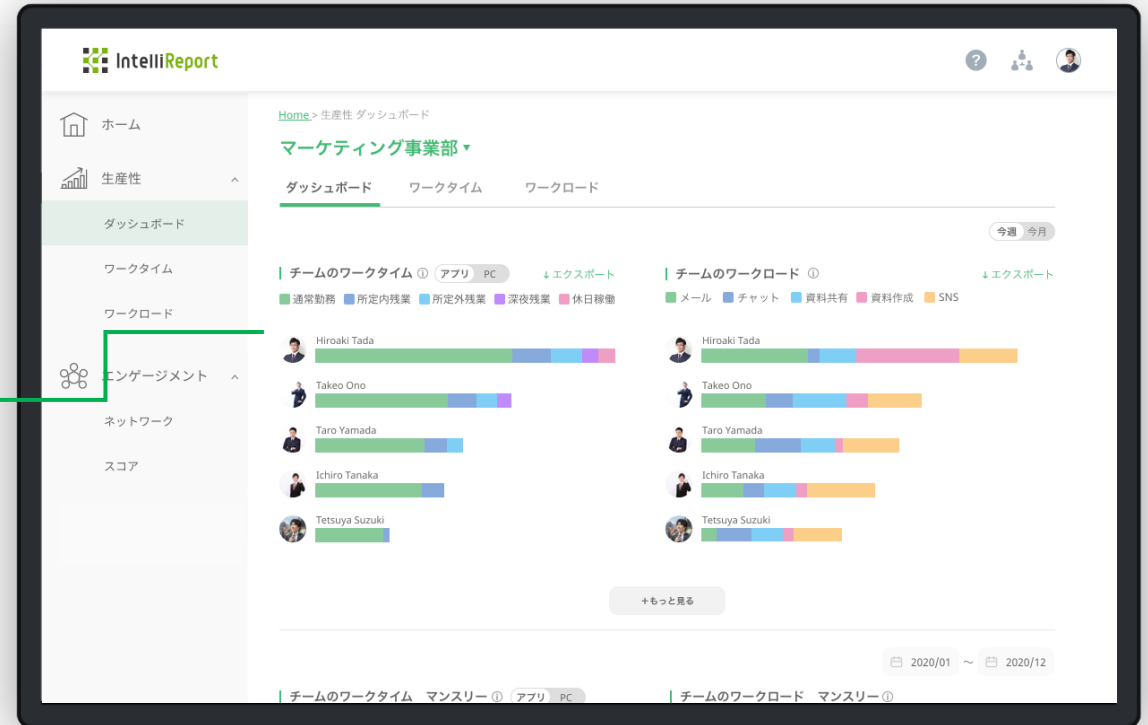 IntelliReport
?
ホーム
生産性
ダッシュボード
ワークタイム
ワークロード
エンゲージメント
ネットワーク
スコア
Home > 生産性 ダッシュボード
マーケティング事業部
ダッシュボード ワークタイム ワークロード
今週 今月
チームのワークタイム アプリ PC ↓エクスポート
通常勤務 所定内残業 所定外残業 深夜残業 休日稼働
Hiroaki Tada
Takeo Ono
Taro Yamada
Ichiro Tanaka
Tetsuya Suzuki
チームのワークロード ↓エクスポート
メール チャット 資料共有 資料作成 SNS
Hiroaki Tada
Takeo Ono
Taro Yamada
Ichiro Tanaka
Tetsuya Suzuki
+もっと見る
2020/01 ～ 2020/12
チームのワークタイム マンスリー アプリ PC
チームのワークロード マンスリー